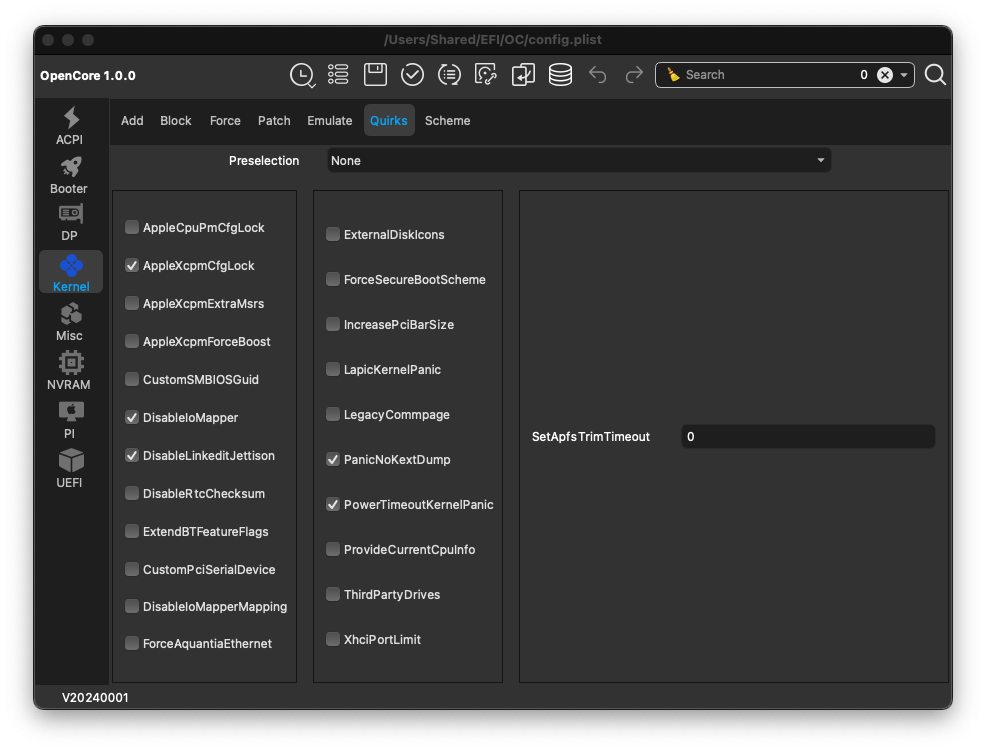 /Users/Shared/EFI/OC/config.plist
OpenCore 1.0.0
Search
0
Add Block Force Patch Emulate Quirks Scheme
Preselection None
ACPI
Booter
DP
Kernel
Misc
NVRAM
PI
UEFI
AppleCpuPmCfgLock
AppleXcpmCfgLock
AppleXcpmExtraMsrs
AppleXcpmForceBoost
CustomSMBIOSGuid
DisableIoMapper
DisableLinkeditJettison
DisableRtcChecksum
ExtendBTFeatureFlags
CustomPciSerialDevice
DisableIoMapperMapping
ForceAquantiaEthernet
ExternalDiskIcons
ForceSecureBootScheme
IncreasePciBarSize
LapicKernelPanic
LegacyCommpage
PanicNoKextDump
PowerTimeoutKernelPanic
ProvideCurrentCpuInfo
ThirdPartyDrives
XhciPortLimit
SetApfsTrimTimeout 0
V20240001